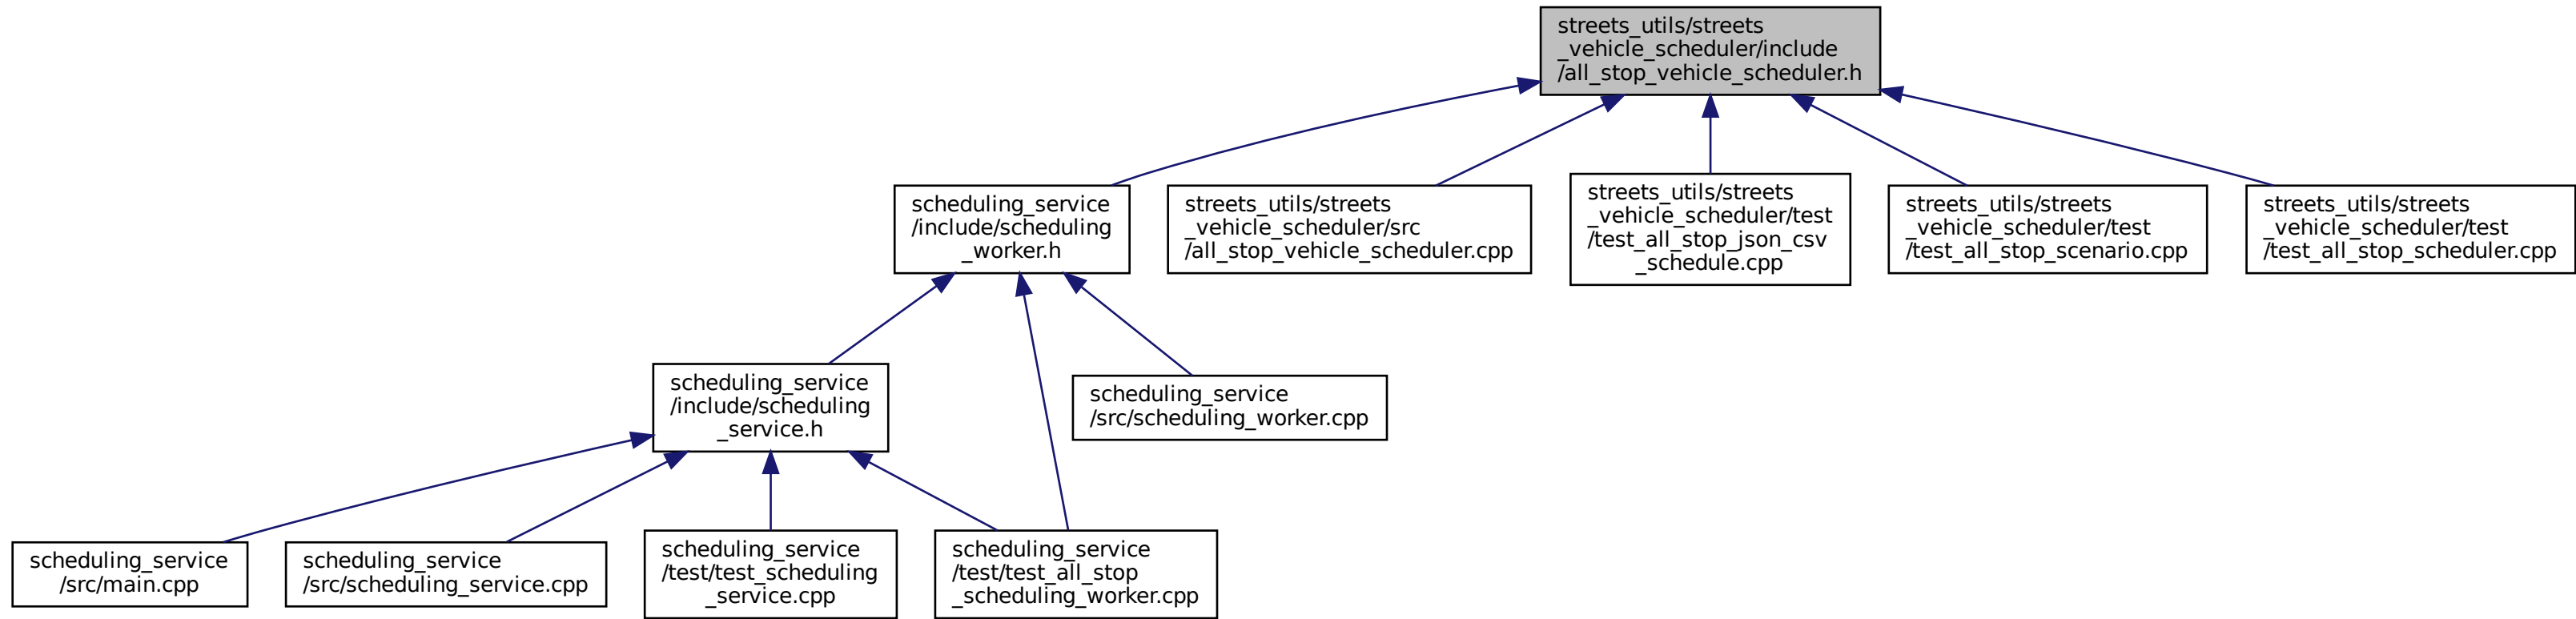 streets_utils/streets
_vehicle_scheduler/include
/all_stop_vehicle_scheduler.h
scheduling_service
/include/scheduling
_worker.h
streets_utils/streets
_vehicle_scheduler/src
/all_stop_vehicle_scheduler.cpp
streets_utils/streets
_vehicle_scheduler/test
/test_all_stop_json_csv
_schedule.cpp
streets_utils/streets
_vehicle_scheduler/test
/test_all_stop_scenario.cpp
streets_utils/streets
_vehicle_scheduler/test
/test_all_stop_scheduler.cpp
scheduling_service
/include/scheduling
_service.h
scheduling_service
/src/scheduling_worker.cpp
scheduling_service
/src/main.cpp
scheduling_service
/src/scheduling_service.cpp
scheduling_service
/test/test_scheduling
_service.cpp
scheduling_service
/test/test_all_stop
_scheduling_worker.cpp